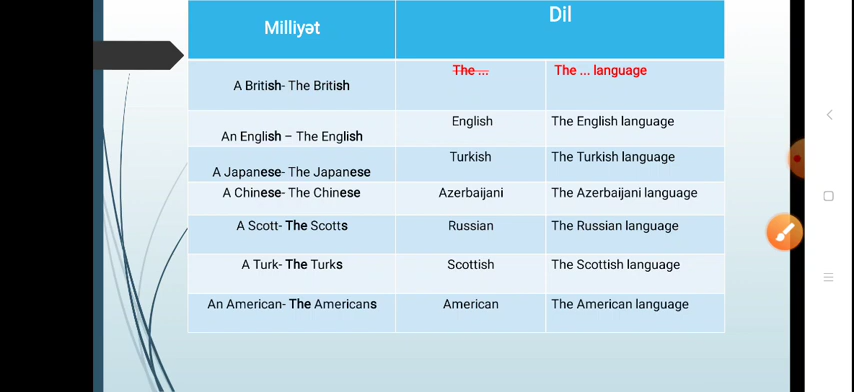 Milliyət
Dil
A British- The British
The ...
The ... language
An English – The English
English
The English language
A Japanese- The Japanese
Turkish
The Turkish language
A Chinese- The Chinese
Azerbaijani
The Azerbaijani language
A Scott- The Scotts
Russian
The Russian language
A Turk- The Turks
Scottish
The Scottish language
An American- The Americans
American
The American language